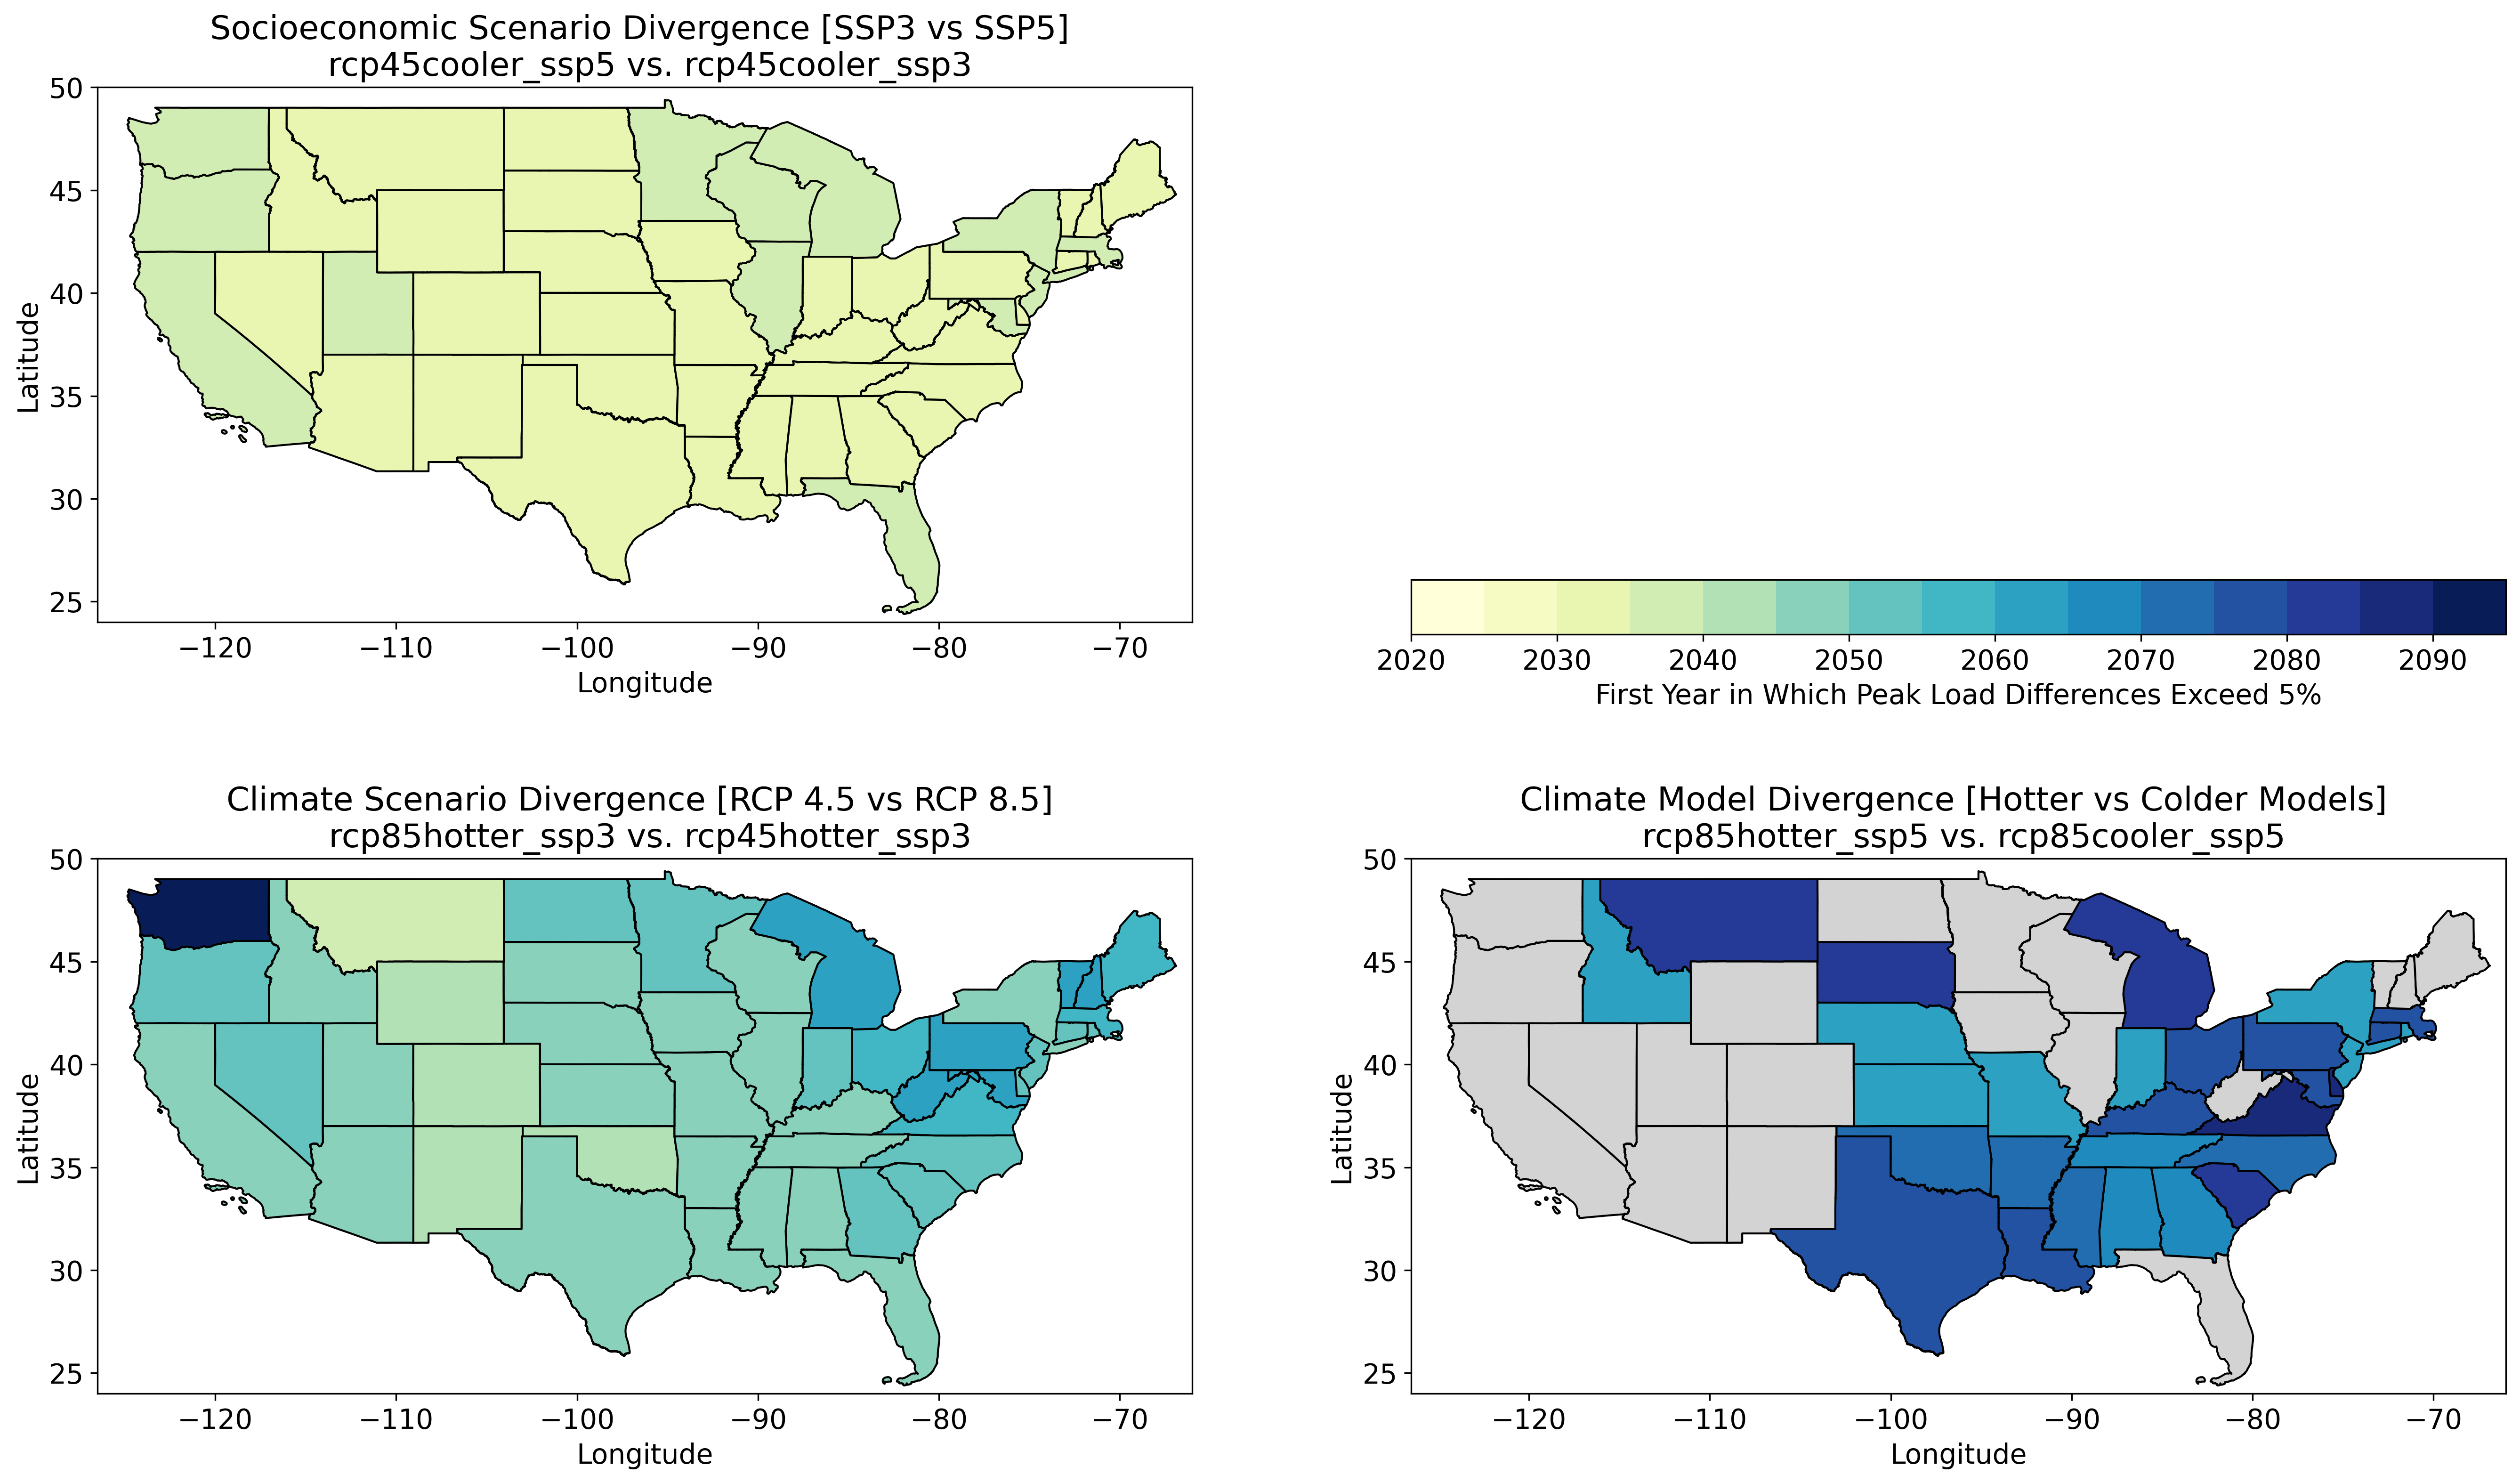 Socioeconomic Scenario Divergence [SSP3 vs SSP5]
rcp45cooler_ssp5 vs. rcp45cooler_ssp3
50
45
40
35
30
25
Latitude
−120 −110 −100 −90 −80 −70
Longitude
2020 2030 2040 2050 2060 2070 2080 2090
First Year in Which Peak Load Differences Exceed 5%
Climate Scenario Divergence [RCP 4.5 vs RCP 8.5]
rcp85hotter_ssp3 vs. rcp45hotter_ssp3
50
45
40
35
30
25
Latitude
−120 −110 −100 −90 −80 −70
Longitude
Climate Model Divergence [Hotter vs Colder Models]
rcp85hotter_ssp5 vs. rcp85cooler_ssp5
50
45
40
35
30
25
Latitude
−120 −110 −100 −90 −80 −70
Longitude